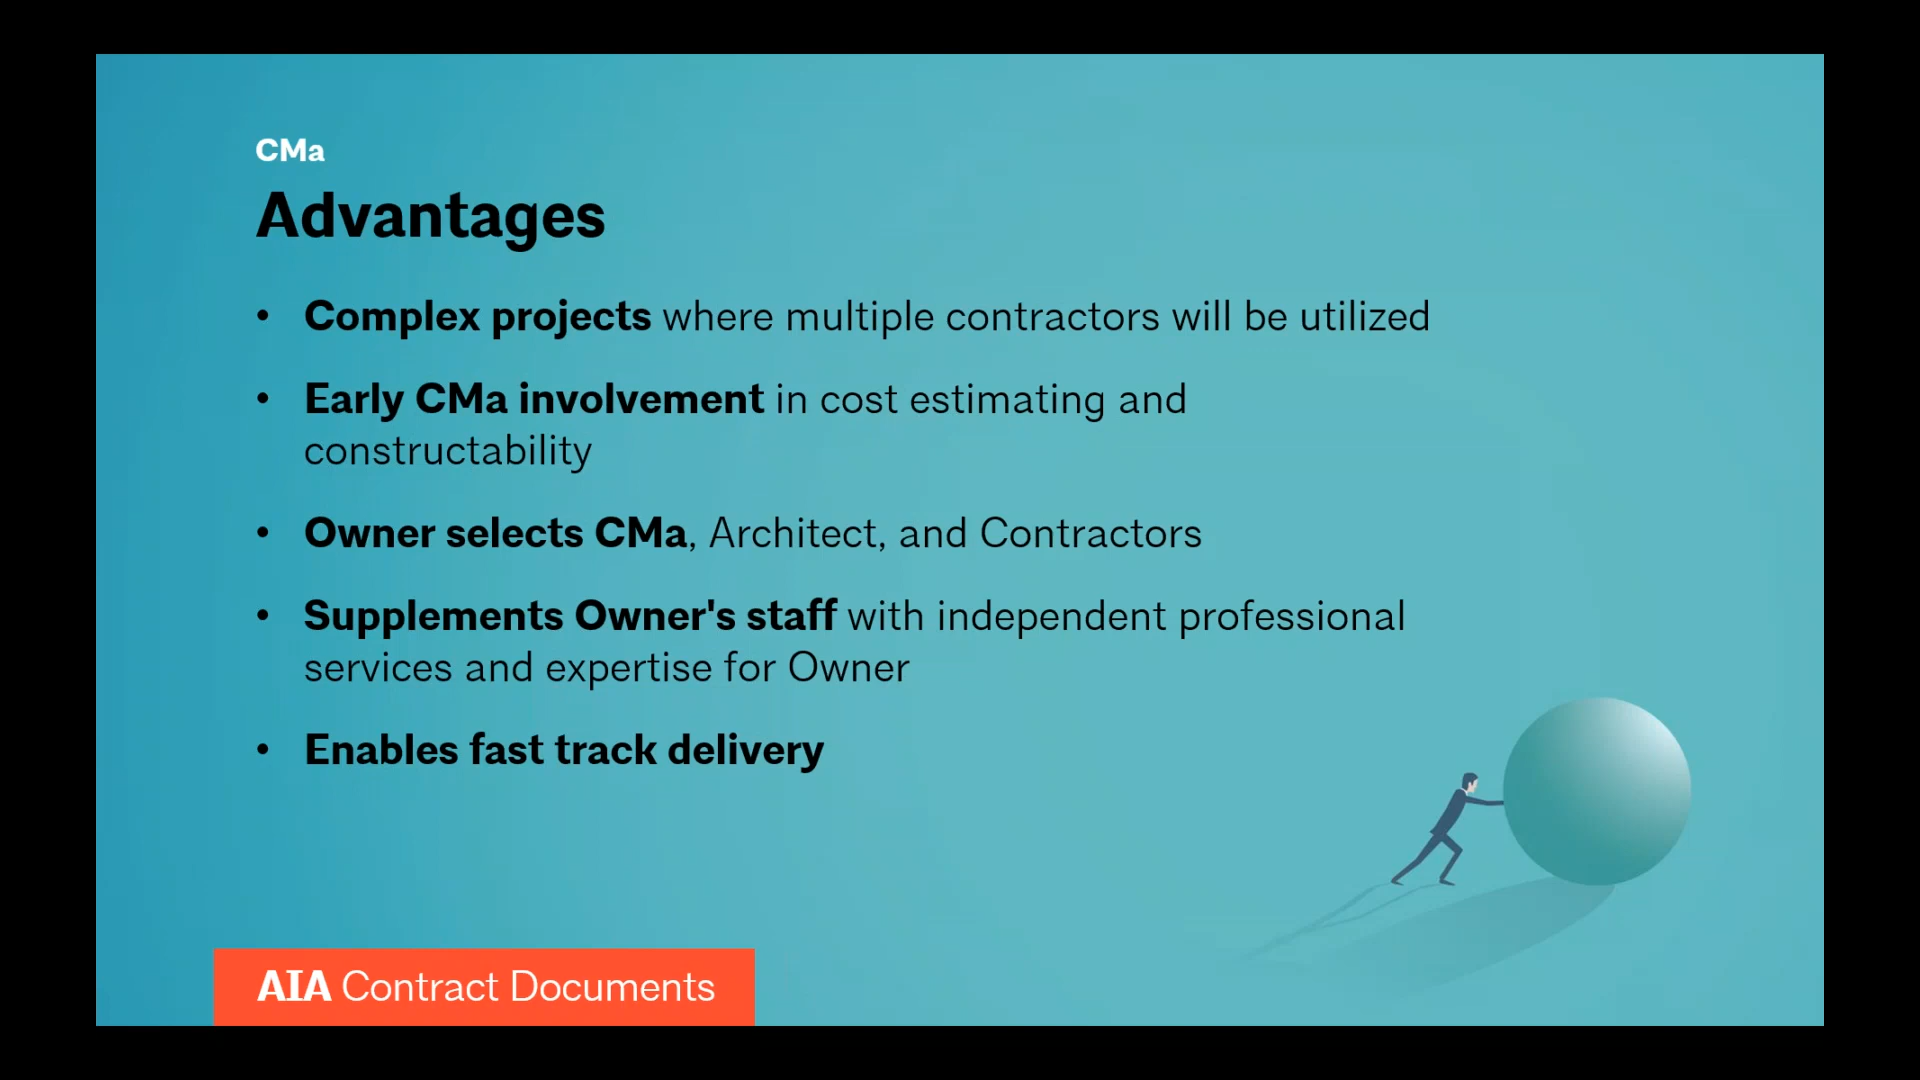 CMa
Advantages
• Complex projects where multiple contractors will be utilized
• Early CMa involvement in cost estimating and
constructability
• Owner selects CMa, Architect, and Contractors
• Supplements Owner's staff with independent professional
services and expertise for Owner
• Enables fast track delivery
AIA Contract Documents